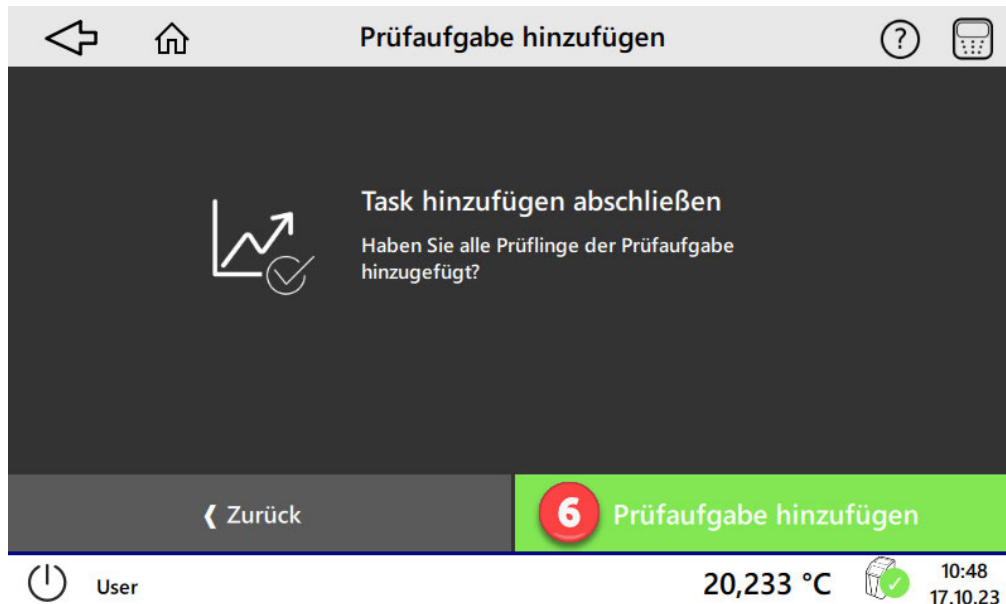 Prüfaufgabe hinzufügen
?
Task hinzufügen abschließen
Haben Sie alle Prüflinge der Prüfaufgabe
hinzugefügt?
❰ Zurück
6 Prüfaufgabe hinzufügen
User
20,233 °C
10:48
17.10.23